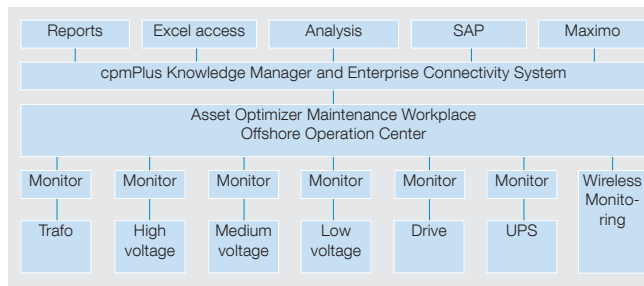 Reports Excel access Analysis SAP Maximo
cpmPlus Knowledge Manager and Enterprise Connectivity System
Asset Optimizer Maintenance Workplace
Offshore Operation Center
Monitor Monitor Monitor Monitor Monitor Monitor Wireless
Monito-
ring
Trafo High Medium Low Drive UPS
voltage voltage voltage